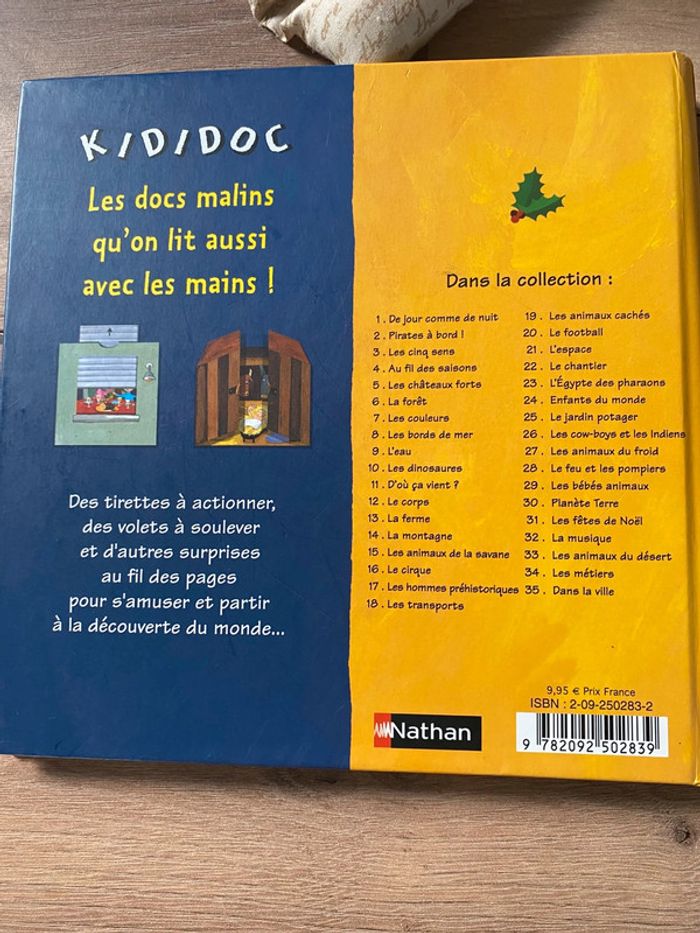 KIDIDOC
Les docs malins
qu'on lit aussi
avec les mains !
Des tirettes à actionner,
des volets à soulever
et d'autres surprises
au fil des pages
pour s'amuser et partir
à la découverte du monde...
Dans la collection :
1 . De jour comme de nuit
2 . Pirates à bord !
3 . Les cinq sens
4 . Au fil des saisons
5 . Les châteaux forts
6 . La forêt
7 . Les couleurs
8 . Les bords de mer
9 . L'eau
10 . Les dinosaures
11 . D'où ça vient ?
12 . Le corps
13 . La ferme
14 . La montagne
15 . Les animaux de la savane
16 . Le cirque
17 . Les hommes préhistoriques
18 . Les transports
19 . Les animaux cachés
20 . Le football
21 . L'espace
22 . Le chantier
23 . L'Égypte des pharaons
24 . Enfants du monde
25 . Le jardin potager
26 . Les cow-boys et les Indiens
27 . Les animaux du froid
28 . Le feu et les pompiers
29 . Les bébés animaux
30 . Planète Terre
31 . Les fêtes de Noël
32 . La musique
33 . Les animaux du désert
34 . Les métiers
35 . Dans la ville
9,95 € Prix France
ISBN : 2-09-250283-2
Nathan
9 782092 502839